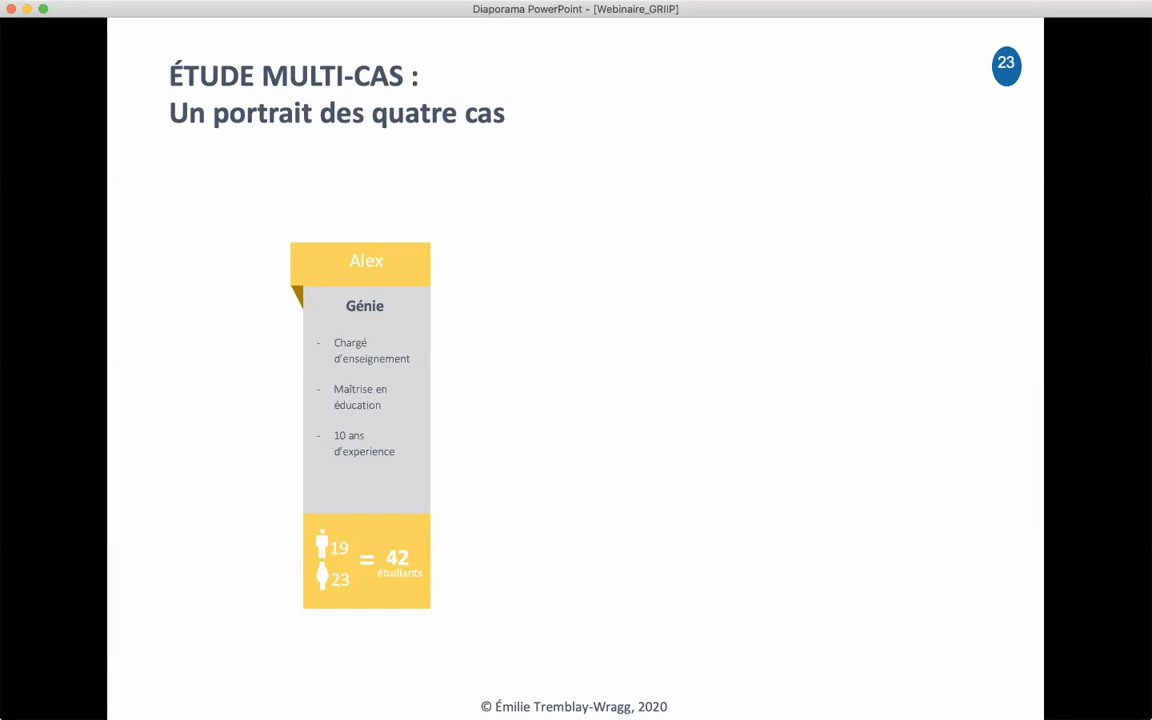 Diaporama PowerPoint - [Webinaire_GRIIP]
23
ÉTUDE MULTI-CAS :
Un portrait des quatre cas
Alex
Génie
- Chargé
d'enseignement
- Maîtrise en
éducation
- 10 ans
d'experience
19
= 42
étudiants
23
© Émilie Tremblay-Wragg, 2020